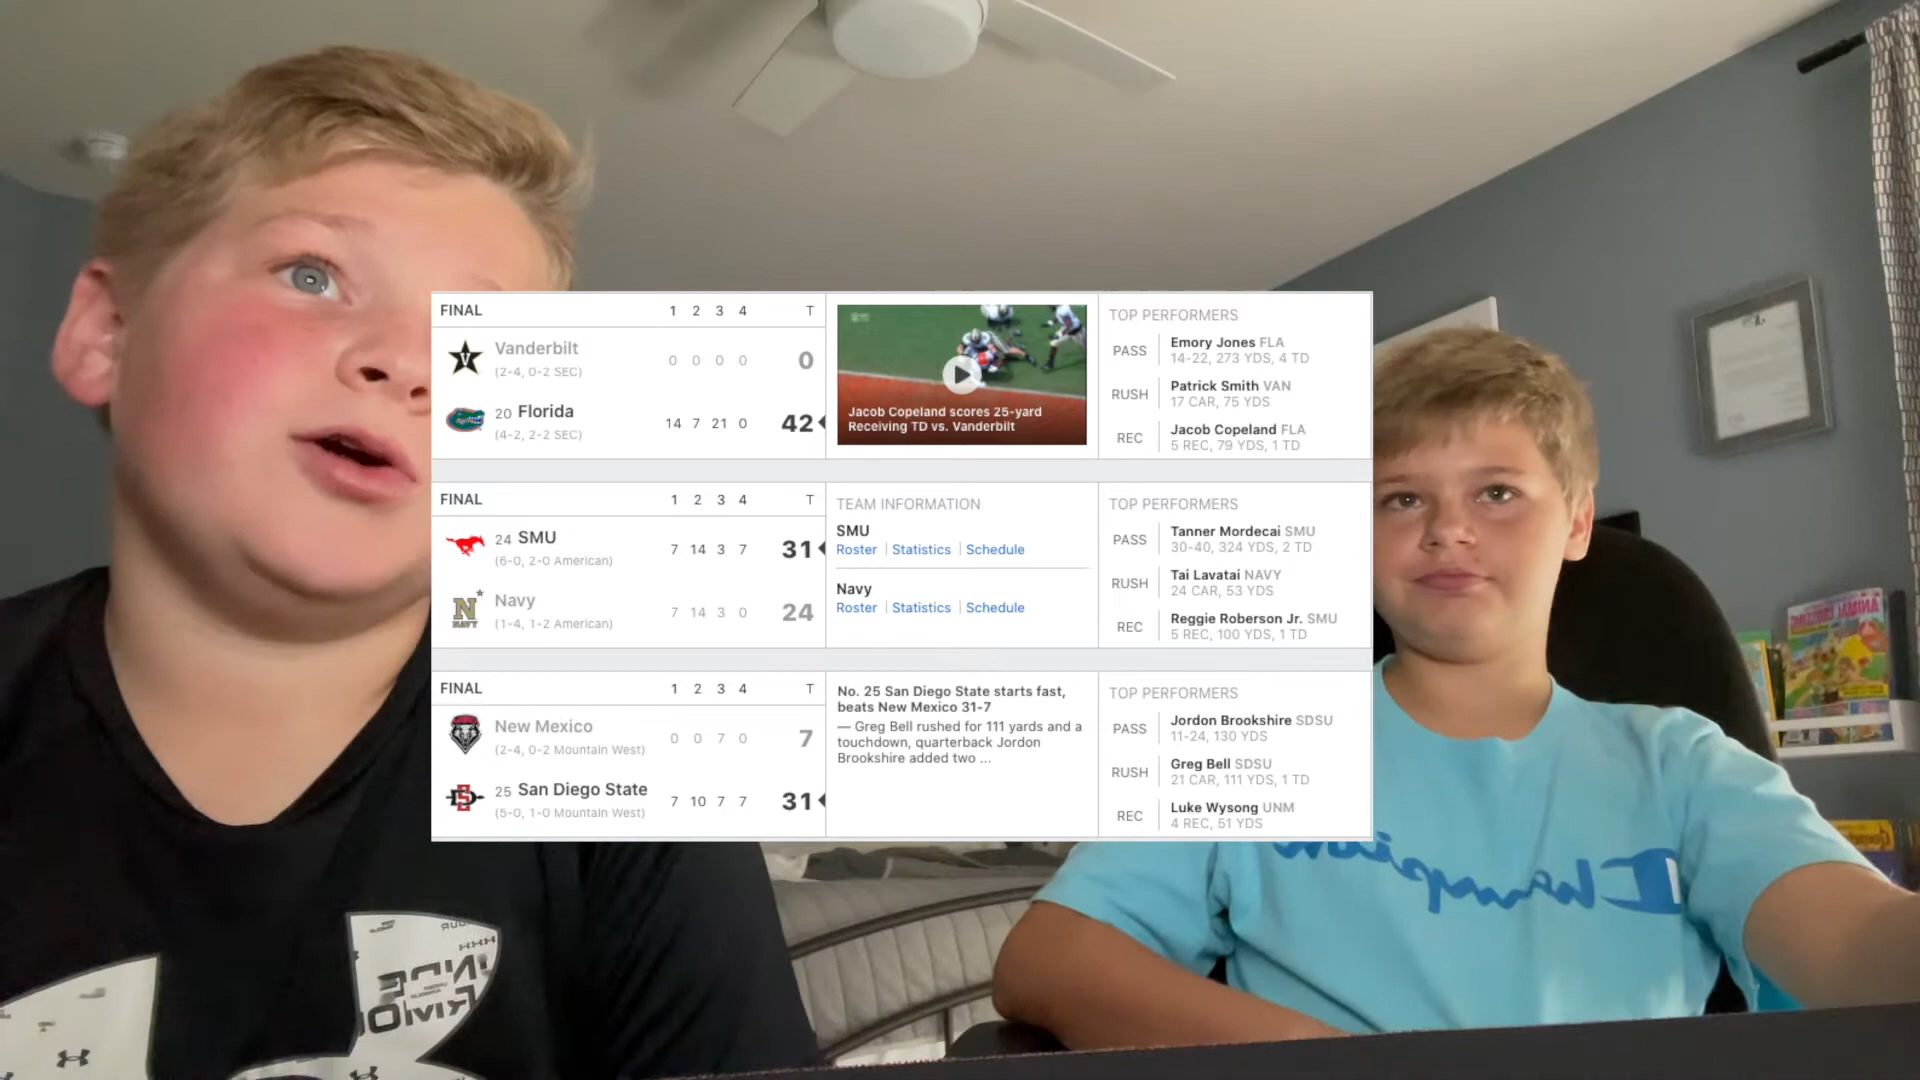 FINAL 1 2 3 4 T
Vanderbilt 0 0 0 0 0
(2-4, 0-2 SEC)
20 Florida 14 7 21 0 42
(4-2, 2-2 SEC)
Jacob Copeland scores 25-yard
Receiving TD vs. Vanderbilt
TOP PERFORMERS
PASS Emory Jones FLA
14-22, 273 YDS, 4 TD
RUSH Patrick Smith VAN
17 CAR, 75 YDS
REC Jacob Copeland FLA
5 REC, 79 YDS, 1 TD
FINAL 1 2 3 4 T
24 SMU 7 14 3 7 31
(6-0, 2-0 American)
Navy 7 14 3 0 24
(1-4, 1-2 American)
N
NAVY
TEAM INFORMATION
SMU
Roster Statistics Schedule
Navy
Roster Statistics Schedule
TOP PERFORMERS
PASS Tanner Mordecai SMU
30-40, 324 YDS, 2 TD
RUSH Tai Lavatai NAVY
24 CAR, 53 YDS
REC Reggie Roberson Jr. SMU
5 REC, 100 YDS, 1 TD
FINAL 1 2 3 4 T
New Mexico 0 0 7 0 7
(2-4, 0-2 Mountain West)
25 San Diego State 7 10 7 7 31
(5-0, 1-0 Mountain West)
No. 25 San Diego State starts fast,
beats New Mexico 31-7
— Greg Bell rushed for 111 yards and a
touchdown, quarterback Jordon
Brookshire added two ...
TOP PERFORMERS
PASS Jordon Brookshire SDSU
11-24, 130 YDS
RUSH Greg Bell SDSU
21 CAR, 111 YDS, 1 TD
REC Luke Wysong UNM
4 REC, 51 YDS
Champion